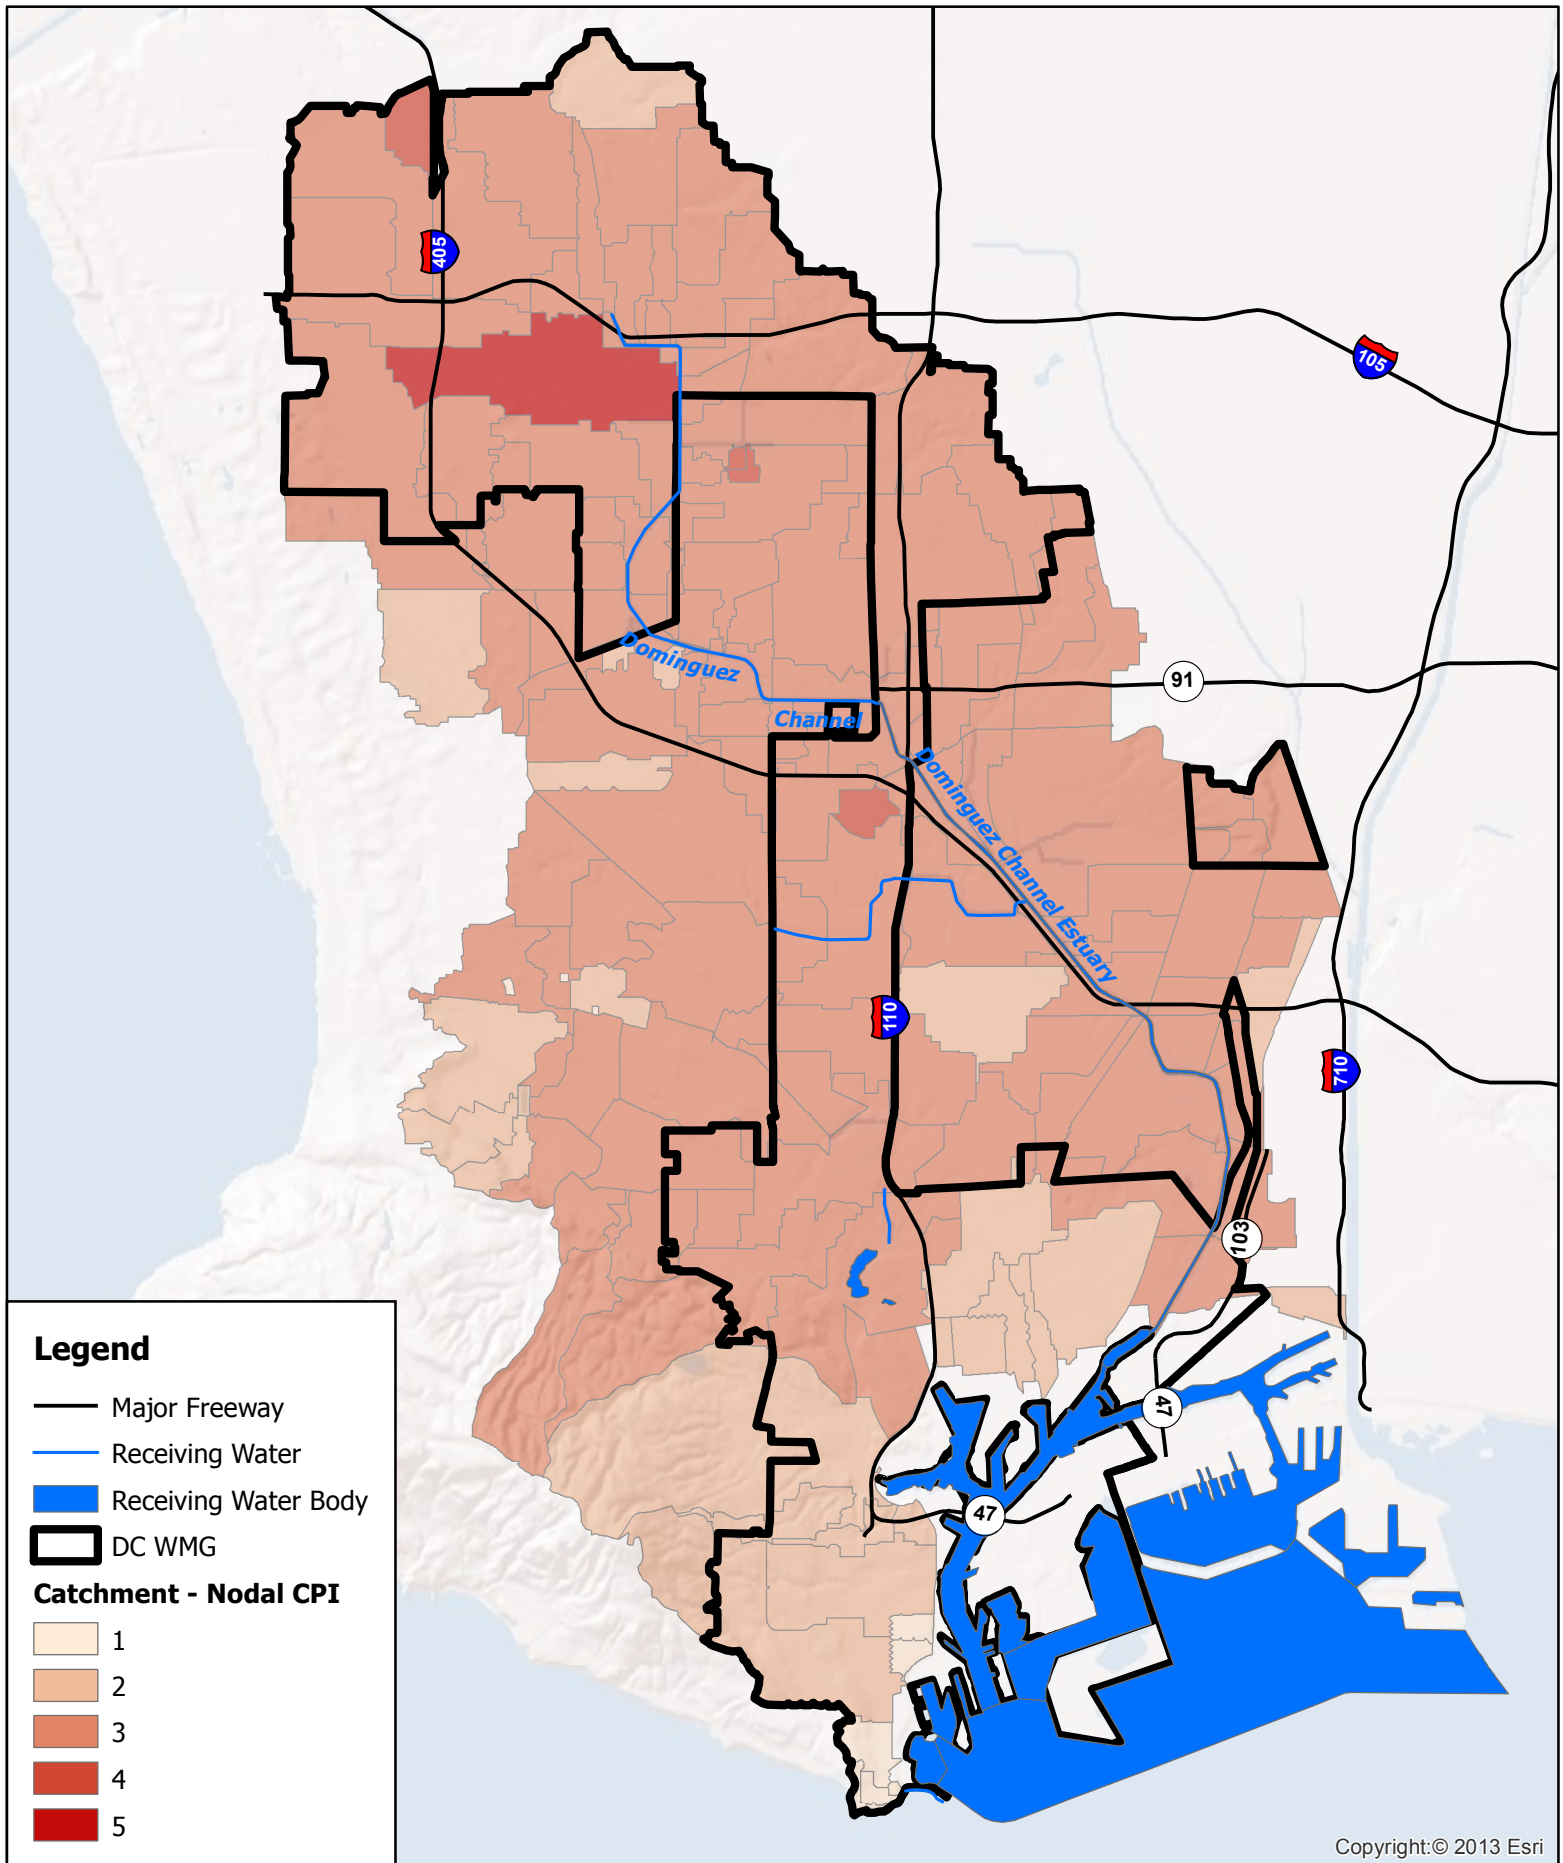 405
105
Dominguez
Channel
91
Dominguez Channel Estuary
110
710
103
47
47
Legend
Major Freeway
Receiving Water
Receiving Water Body
DC WMG
Catchment - Nodal CPI
1
2
3
4
5
Copyright:© 2013 Esri